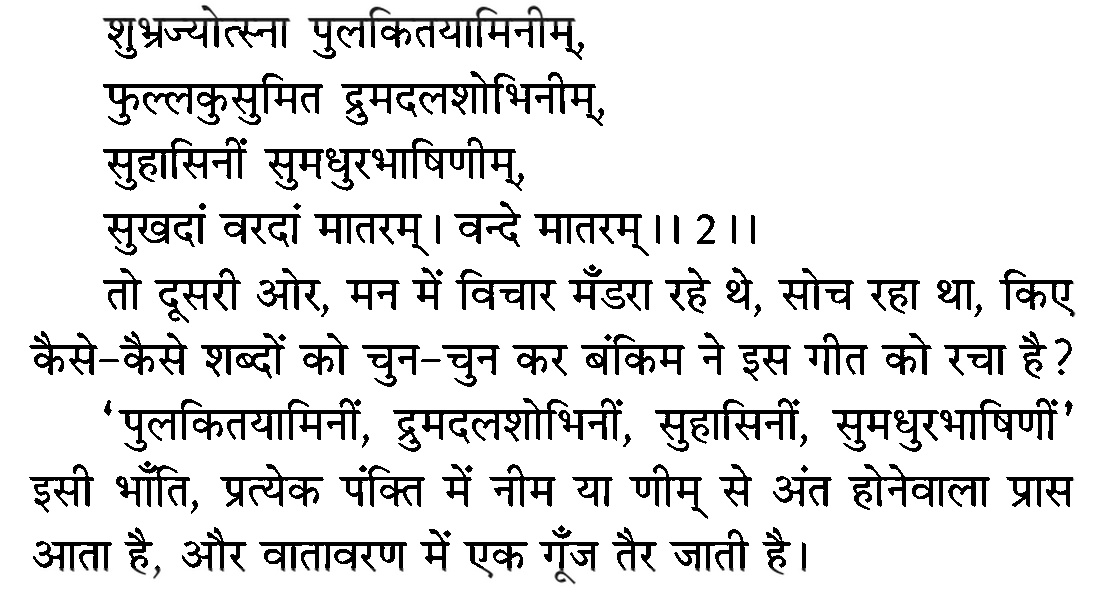 शुभ्रज्योत्स्ना पुलकितयामिनीम्,
फुल्लकुसुमित द्रुमदलशोभिनीम्,
सुहासिनीं सुमधुरभाषिणीम्,
सुखदां वरदां मातरम्। वन्दे मातरम्।। 2।।
तो दूसरी ओर, मन में विचार मँडरा रहे थे, सोच रहा था, किए
कैसे-कैसे शब्दों को चुन-चुन कर बंकिम ने इस गीत को रचा है?
‘पुलकितयामिनीं, द्रुमदलशोभिनीं, सुहासिनीं, सुमधुरभाषिणीं’
इसी भाँति, प्रत्येक पंक्ति में नीम या णीम् से अंत होनेवाला प्रास
आता है, और वातावरण में एक गूँज तैर जाती है।